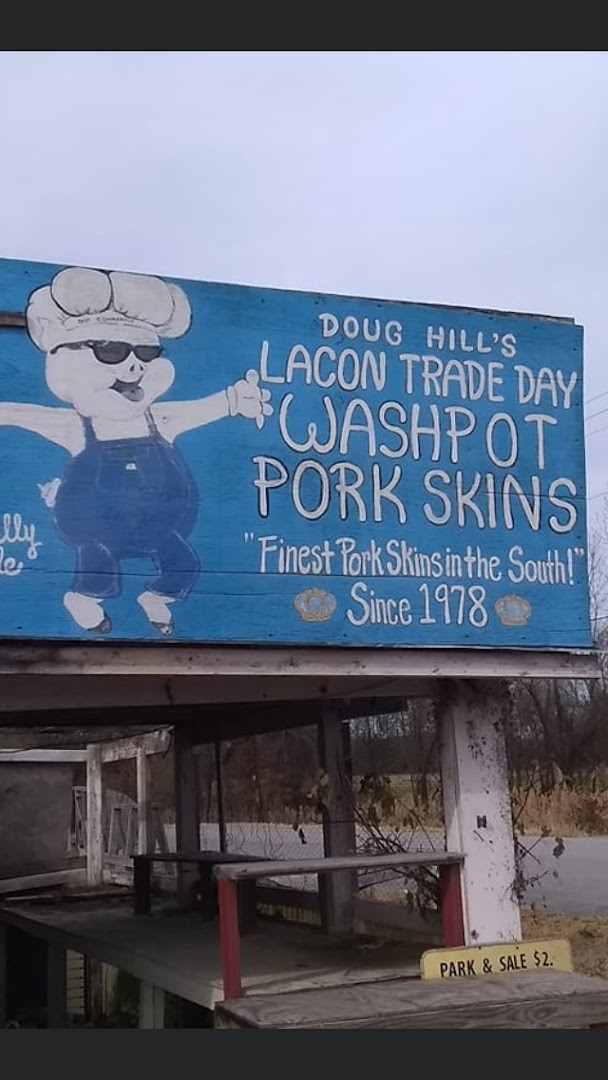 DOUG HILL'S
LACON TRADE DAY
WASHPOT
PORK SKINS
"Finest Pork Skins in the South!"
Since 1978
PARK & SALE $2.